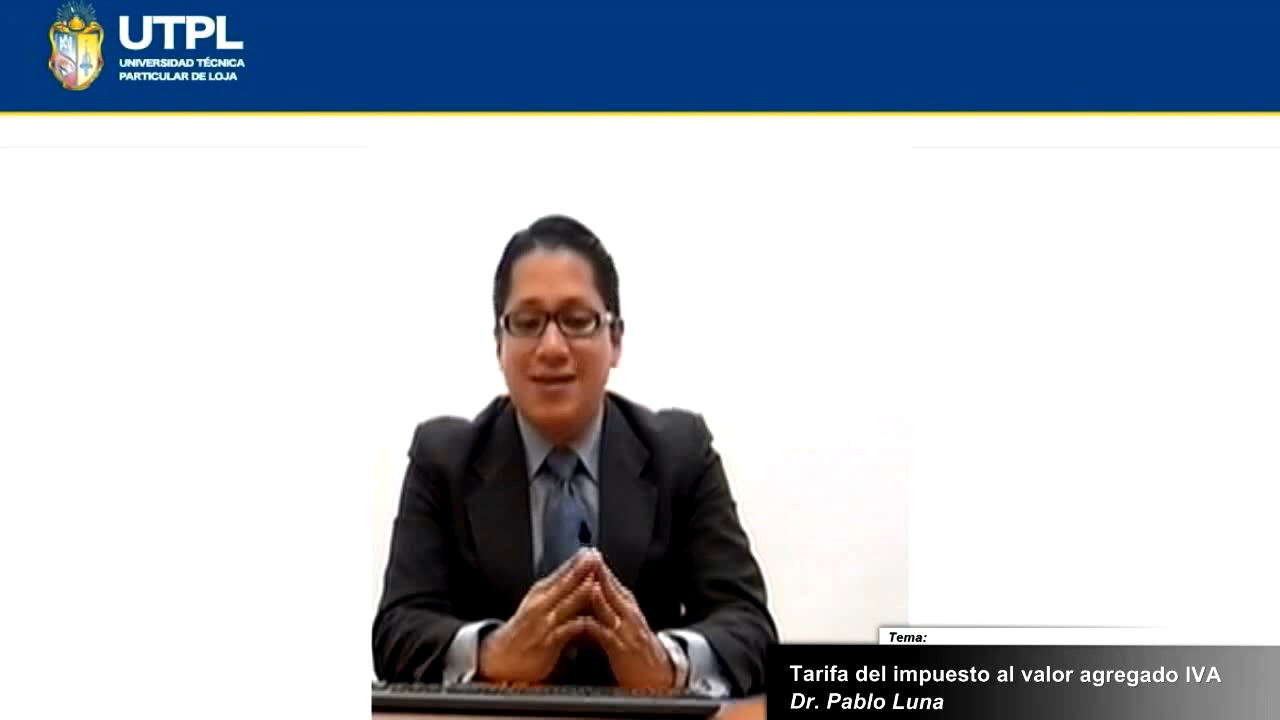 UTPL
UNIVERSIDAD TÉCNICA
PARTICULAR DE LOJA
Tema:
Tarifa del impuesto al valor agregado IVA
Dr. Pablo Luna